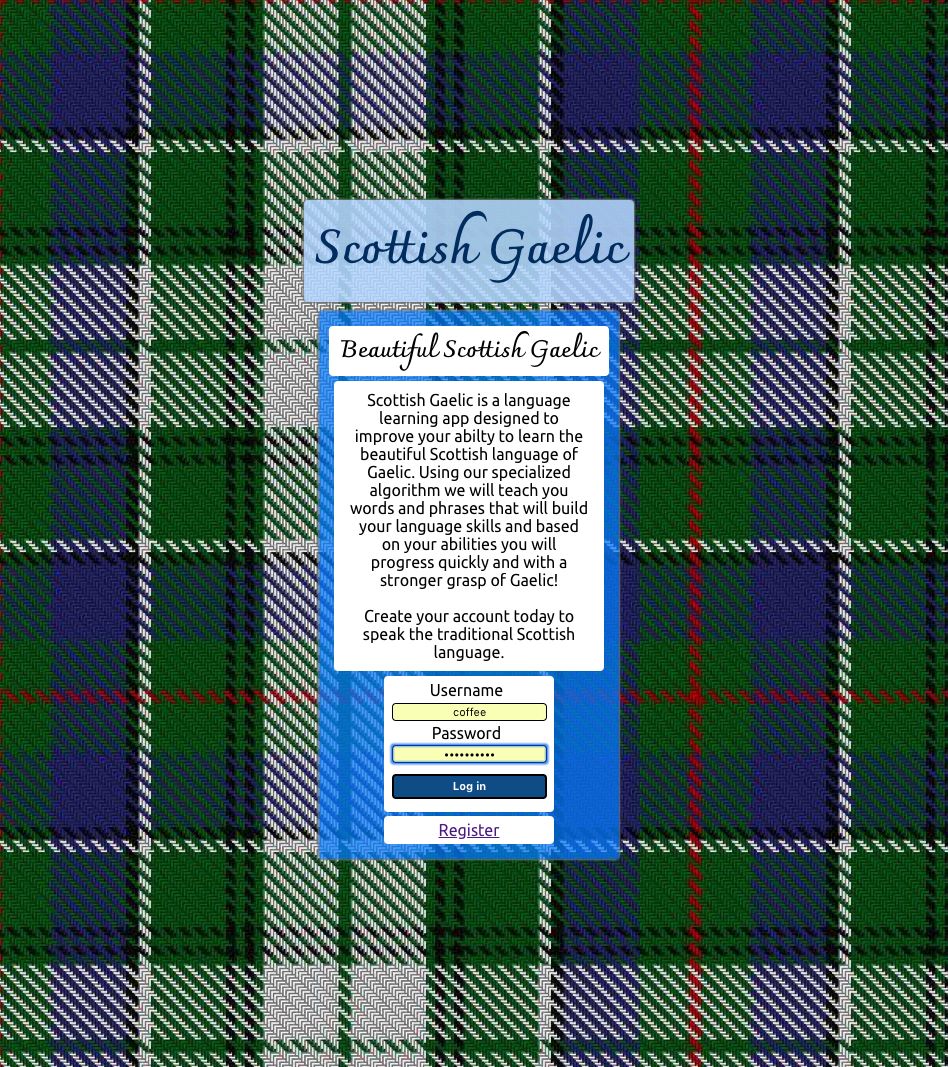 Scottish Gaelic
Beautiful Scottish Gaelic
Scottish Gaelic is a language
learning app designed to
improve your abilty to learn the
beautiful Scottish language of
Gaelic. Using our specialized
algorithm we will teach you
words and phrases that will build
your language skills and based
on your abilities you will
progress quickly and with a
stronger grasp of Gaelic!
Create your account today to
speak the traditional Scottish
language.
Username
coffee
Password
••••••••••
Log in
Register